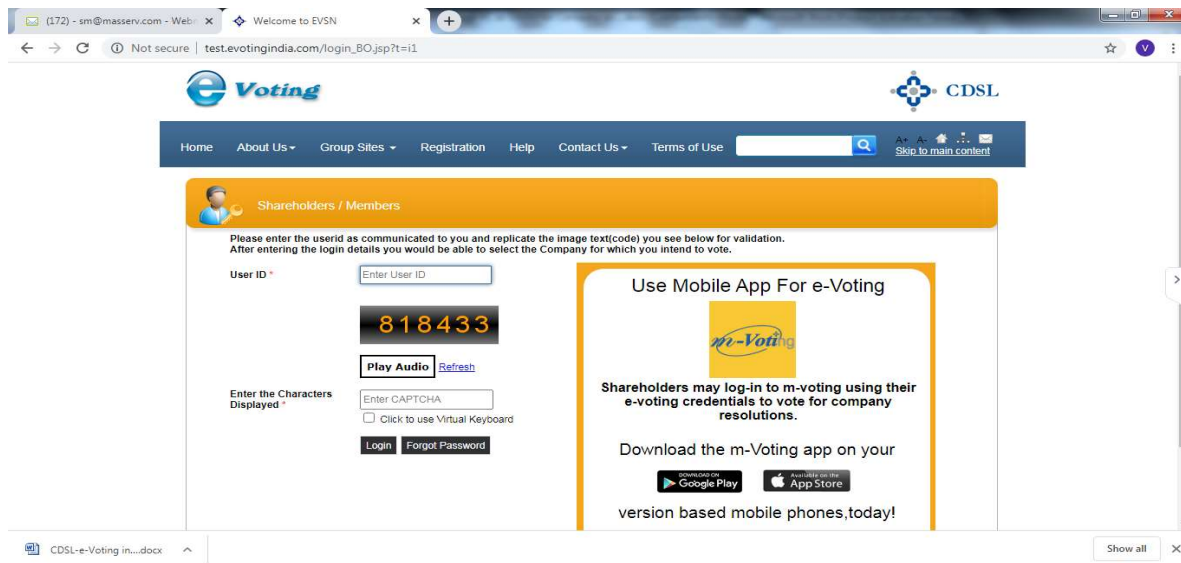 (172) - sm@masserv.com - Webm
Welcome to EVSN
Not secure | test.evotingindia.com/login_BO.jsp?t=i1
V
e Voting
CDSL
Home About Us Group Sites Registration Help Contact Us Terms of Use
A+ A-
Skip to main content
Shareholders / Members
Please enter the userid as communicated to you and replicate the image text(code) you see below for validation.
After entering the login details you would be able to select the Company for which you intend to vote.
User ID *
Enter User ID
818433
Play Audio Refresh
Enter the Characters
Displayed *
Enter CAPTCHA
Click to use Virtual Keyboard
Login Forgot Password
Use Mobile App For e-Voting
m-Voting
Shareholders may log-in to m-voting using their
e-voting credentials to vote for company
resolutions.
Download the m-Voting app on your
DOWNLOAD ON
Google Play
Available on the
App Store
version based mobile phones,today!
CDSL-e-Voting in....docx
Show all